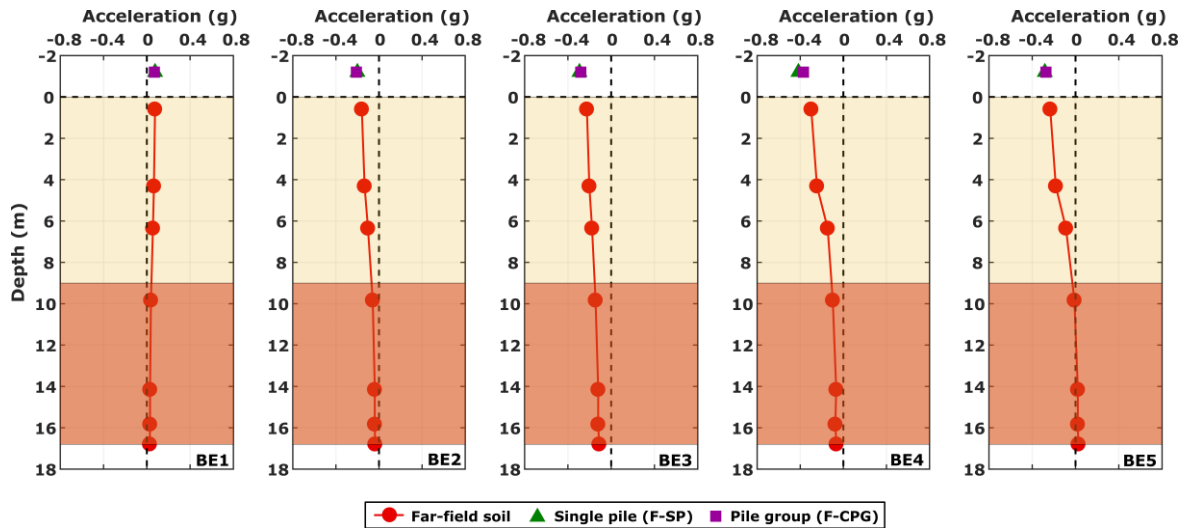 Acceleration (g) Acceleration (g) Acceleration (g) Acceleration (g) Acceleration (g)
-0.8 -0.4 0 0.4 0.8 -0.8 -0.4 0 0.4 0.8 -0.8 -0.4 0 0.4 0.8 -0.8 -0.4 0 0.4 0.8 -0.8 -0.4 0 0.4 0.8
-2 -2 -2 -2 -2
0 0 0 0 0
2 2 2 2 2
4 4 4 4 4
6 6 6 6 6
8 8 8 8 8
Depth (m)
10 10 10 10 10
12 12 12 12 12
14 14 14 14 14
16 16 16 16 16
BE1 BE2 BE3 BE4 BE5
18 18 18 18 18
Far-field soil Single pile (F-SP) Pile group (F-CPG)